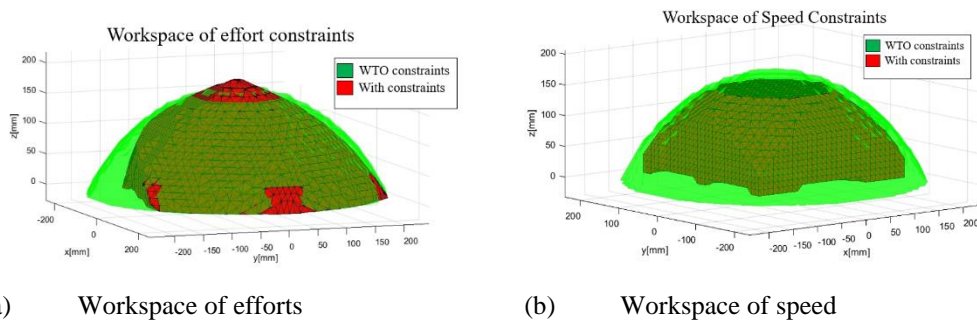 Workspace of effort constraints
WTO constraints
With constraints
200
150
100
50
0
z[mm]
-200
0
200
x[mm]
-200
-150
-100
-50
0
50
100
150
200
y[mm]
Workspace of Speed Constraints
WTO constraints
With constraints
200
150
100
50
0
z[mm]
200
100
0
-100
-200
y[mm]
-200
-150
-100
-50
0
50
100
150
200
x[mm]
a) Workspace of efforts
(b) Workspace of speed